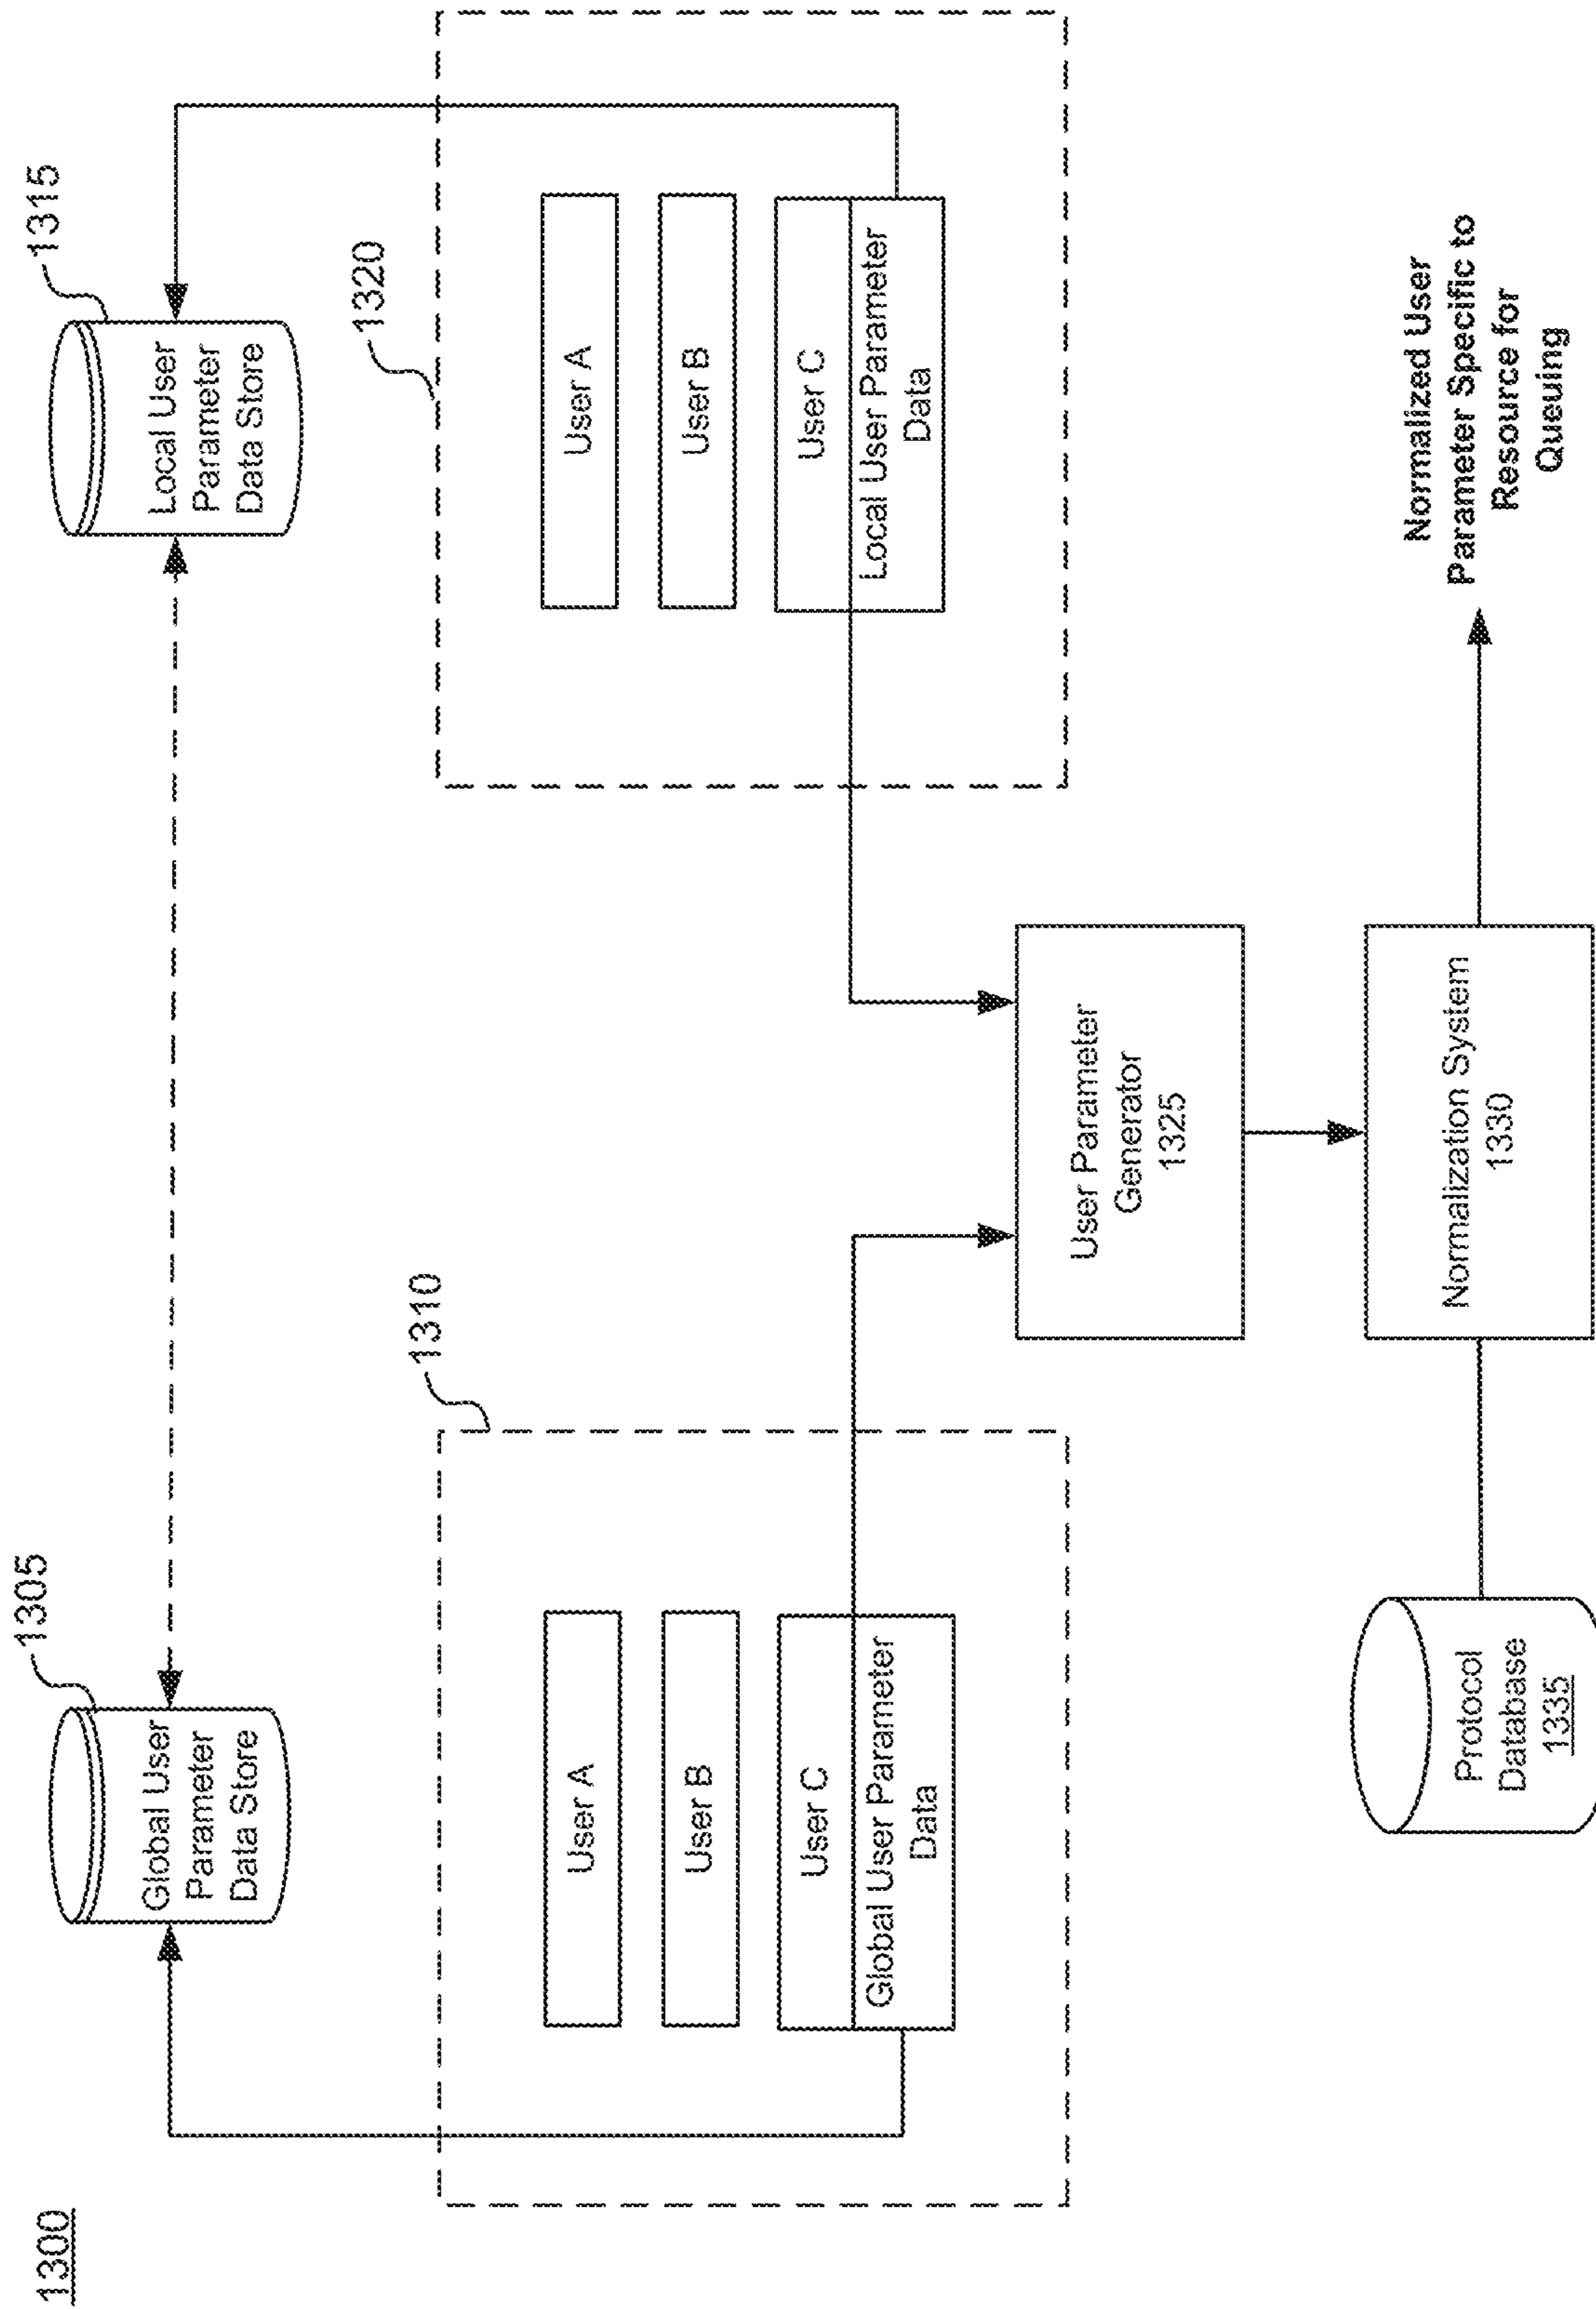 1300
1305
Global User
Parameter
Data Store
1315
Local User
Parameter
Data Store
1310
User A
User B
User C
Global User Parameter
Data
1320
User A
User B
User C
Local User Parameter
Data
User Parameter
Generator
1325
Protocol
Database
1335
Normalization System
1330
Normalized User
Parameter Specific to
Resource for
Queuing